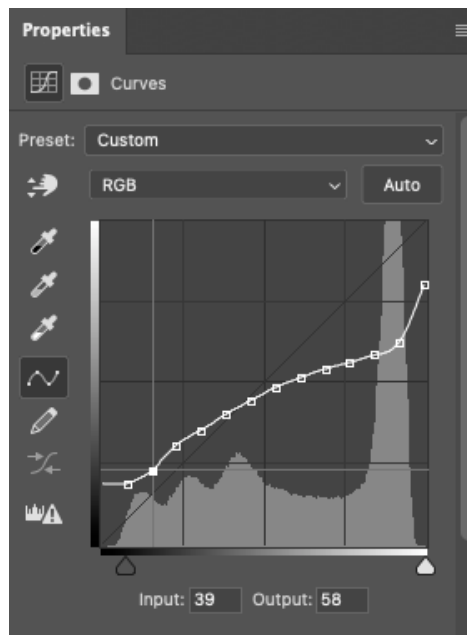 Properties
Curves
Preset: Custom
RGB Auto
Input: 39 Output: 58